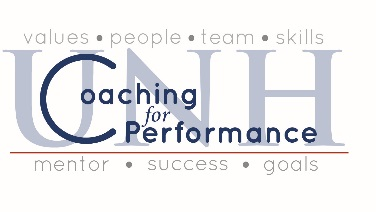 values • people • team • skills
UNH
Coaching
for
Performance
mentor • success • goals